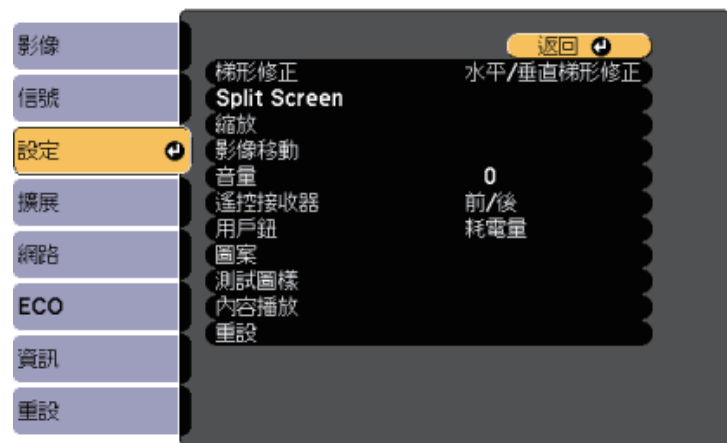 影像
信號
設定
擴展
網路
ECO
資訊
重設
返回
梯形修正 水平/垂直梯形修正
Split Screen
縮放
影像移動
音量 0
遙控接收器 前/後
用戶鈕 耗電量
圖案
測試圖樣
內容播放
重設